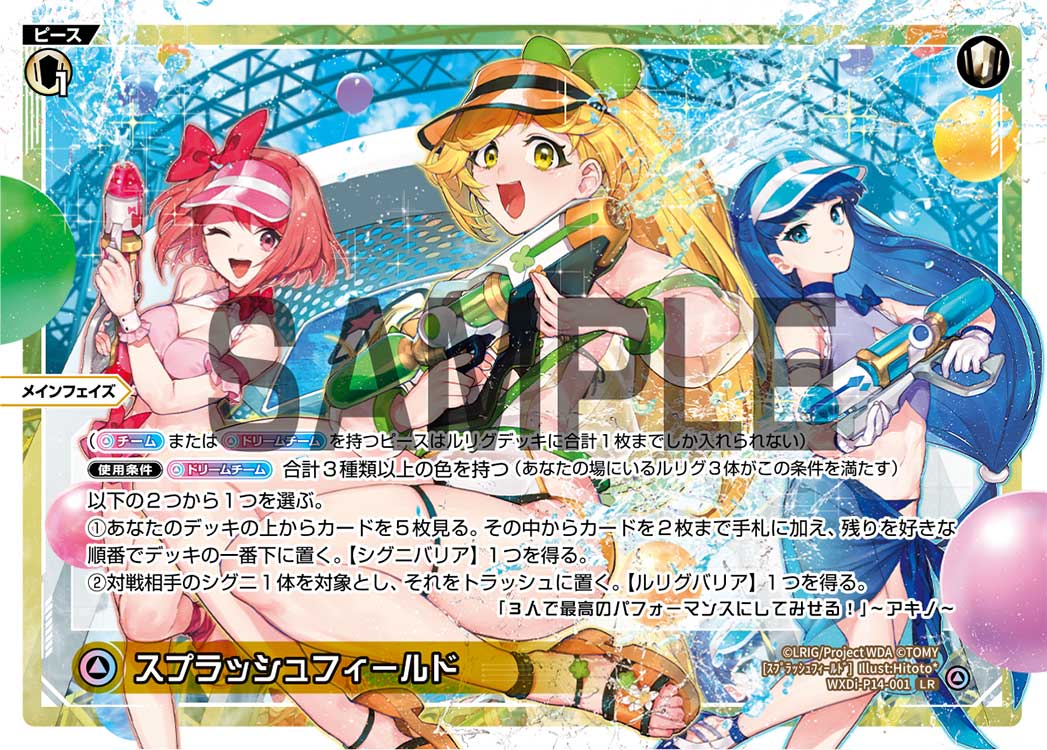 ピース
メインフェイズ
SAMPLE
（チーム または ドリームチーム を持つピースはルリグデッキに合計１枚までしか入れられない）
使用条件 ドリームチーム 合計３種類以上の色を持つ（あなたの場にいるルリグ３体がこの条件を満たす）
以下の２つから１つを選ぶ。
①あなたのデッキの上からカードを５枚見る。その中からカードを２枚まで手札に加え、残りを好きな
順番でデッキの一番下に置く。【シグニバリア】１つを得る。
②対戦相手のシグニ１体を対象とし、それをトラッシュに置く。【ルリグバリア】１つを得る。
「３人で最高のパフォーマンスにしてみせる！」～アキノ～
スプラッシュフィールド
©LRIG/Project WDA ©TOMY
[スプラッシュフィールド] Illust:Hitoto*
WXDi-P14-001 LR